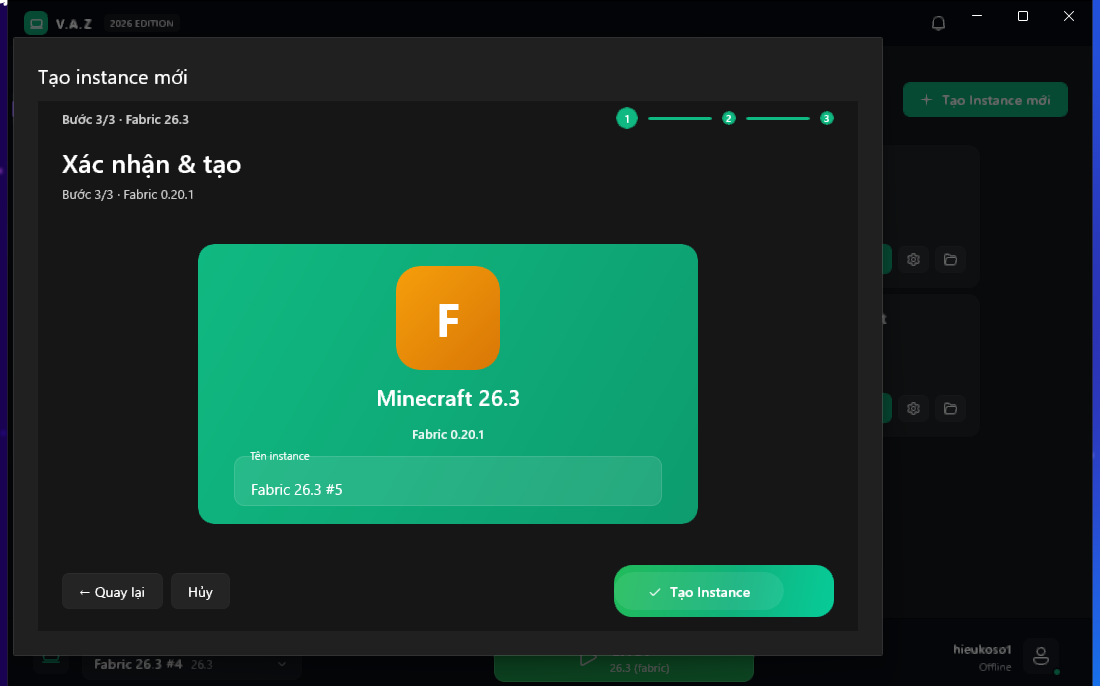 V.A.Z 2026 EDITION
Tạo instance mới
+ Tạo Instance mới
Bước 3/3 · Fabric 26.3
1 2 3
Xác nhận & tạo
Bước 3/3 · Fabric 0.20.1
F
Minecraft 26.3
Fabric 0.20.1
Tên instance
Fabric 26.3 #5
← Quay lại
Hủy
✓ Tạo Instance
Fabric 26.3 #4 26.3
26.3 (fabric)
hieukoso1
Offline